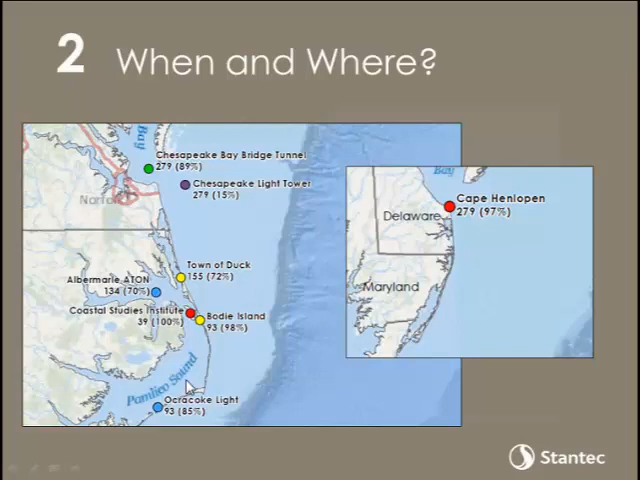 2 When and Where?
Bay
Chesapeake Bay Bridge Tunnel
279 (89%)
Chesapeake Light Tower
279 (15%)
Norfolk
Town of Duck
155 (72%)
Albermarle ATON
134 (70%)
Coastal Studies Institute
39 (100%)
Bodie Island
93 (98%)
Pamlico Sound
Ocracoke Light
93 (85%)
Bay
Cape Henlopen
279 (97%)
Delaware
Maryland
Stantec